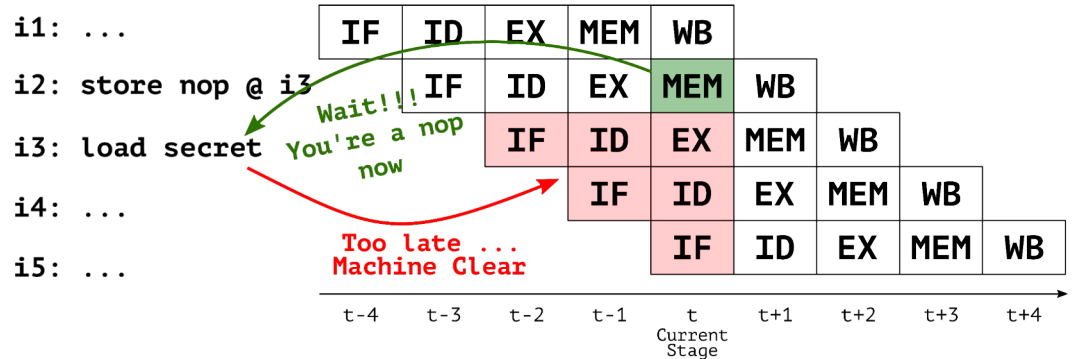 i1: ... IF ID EX MEM WB
i2: store nop @ i3 IF ID EX MEM WB
Wait!!!
You're a nop
now
i3: load secret IF ID EX MEM WB
i4: ... IF ID EX MEM WB
Too late ...
Machine Clear
i5: ... IF ID EX MEM WB
t-4 t-3 t-2 t-1 t t+1 t+2 t+3 t+4
Current
Stage